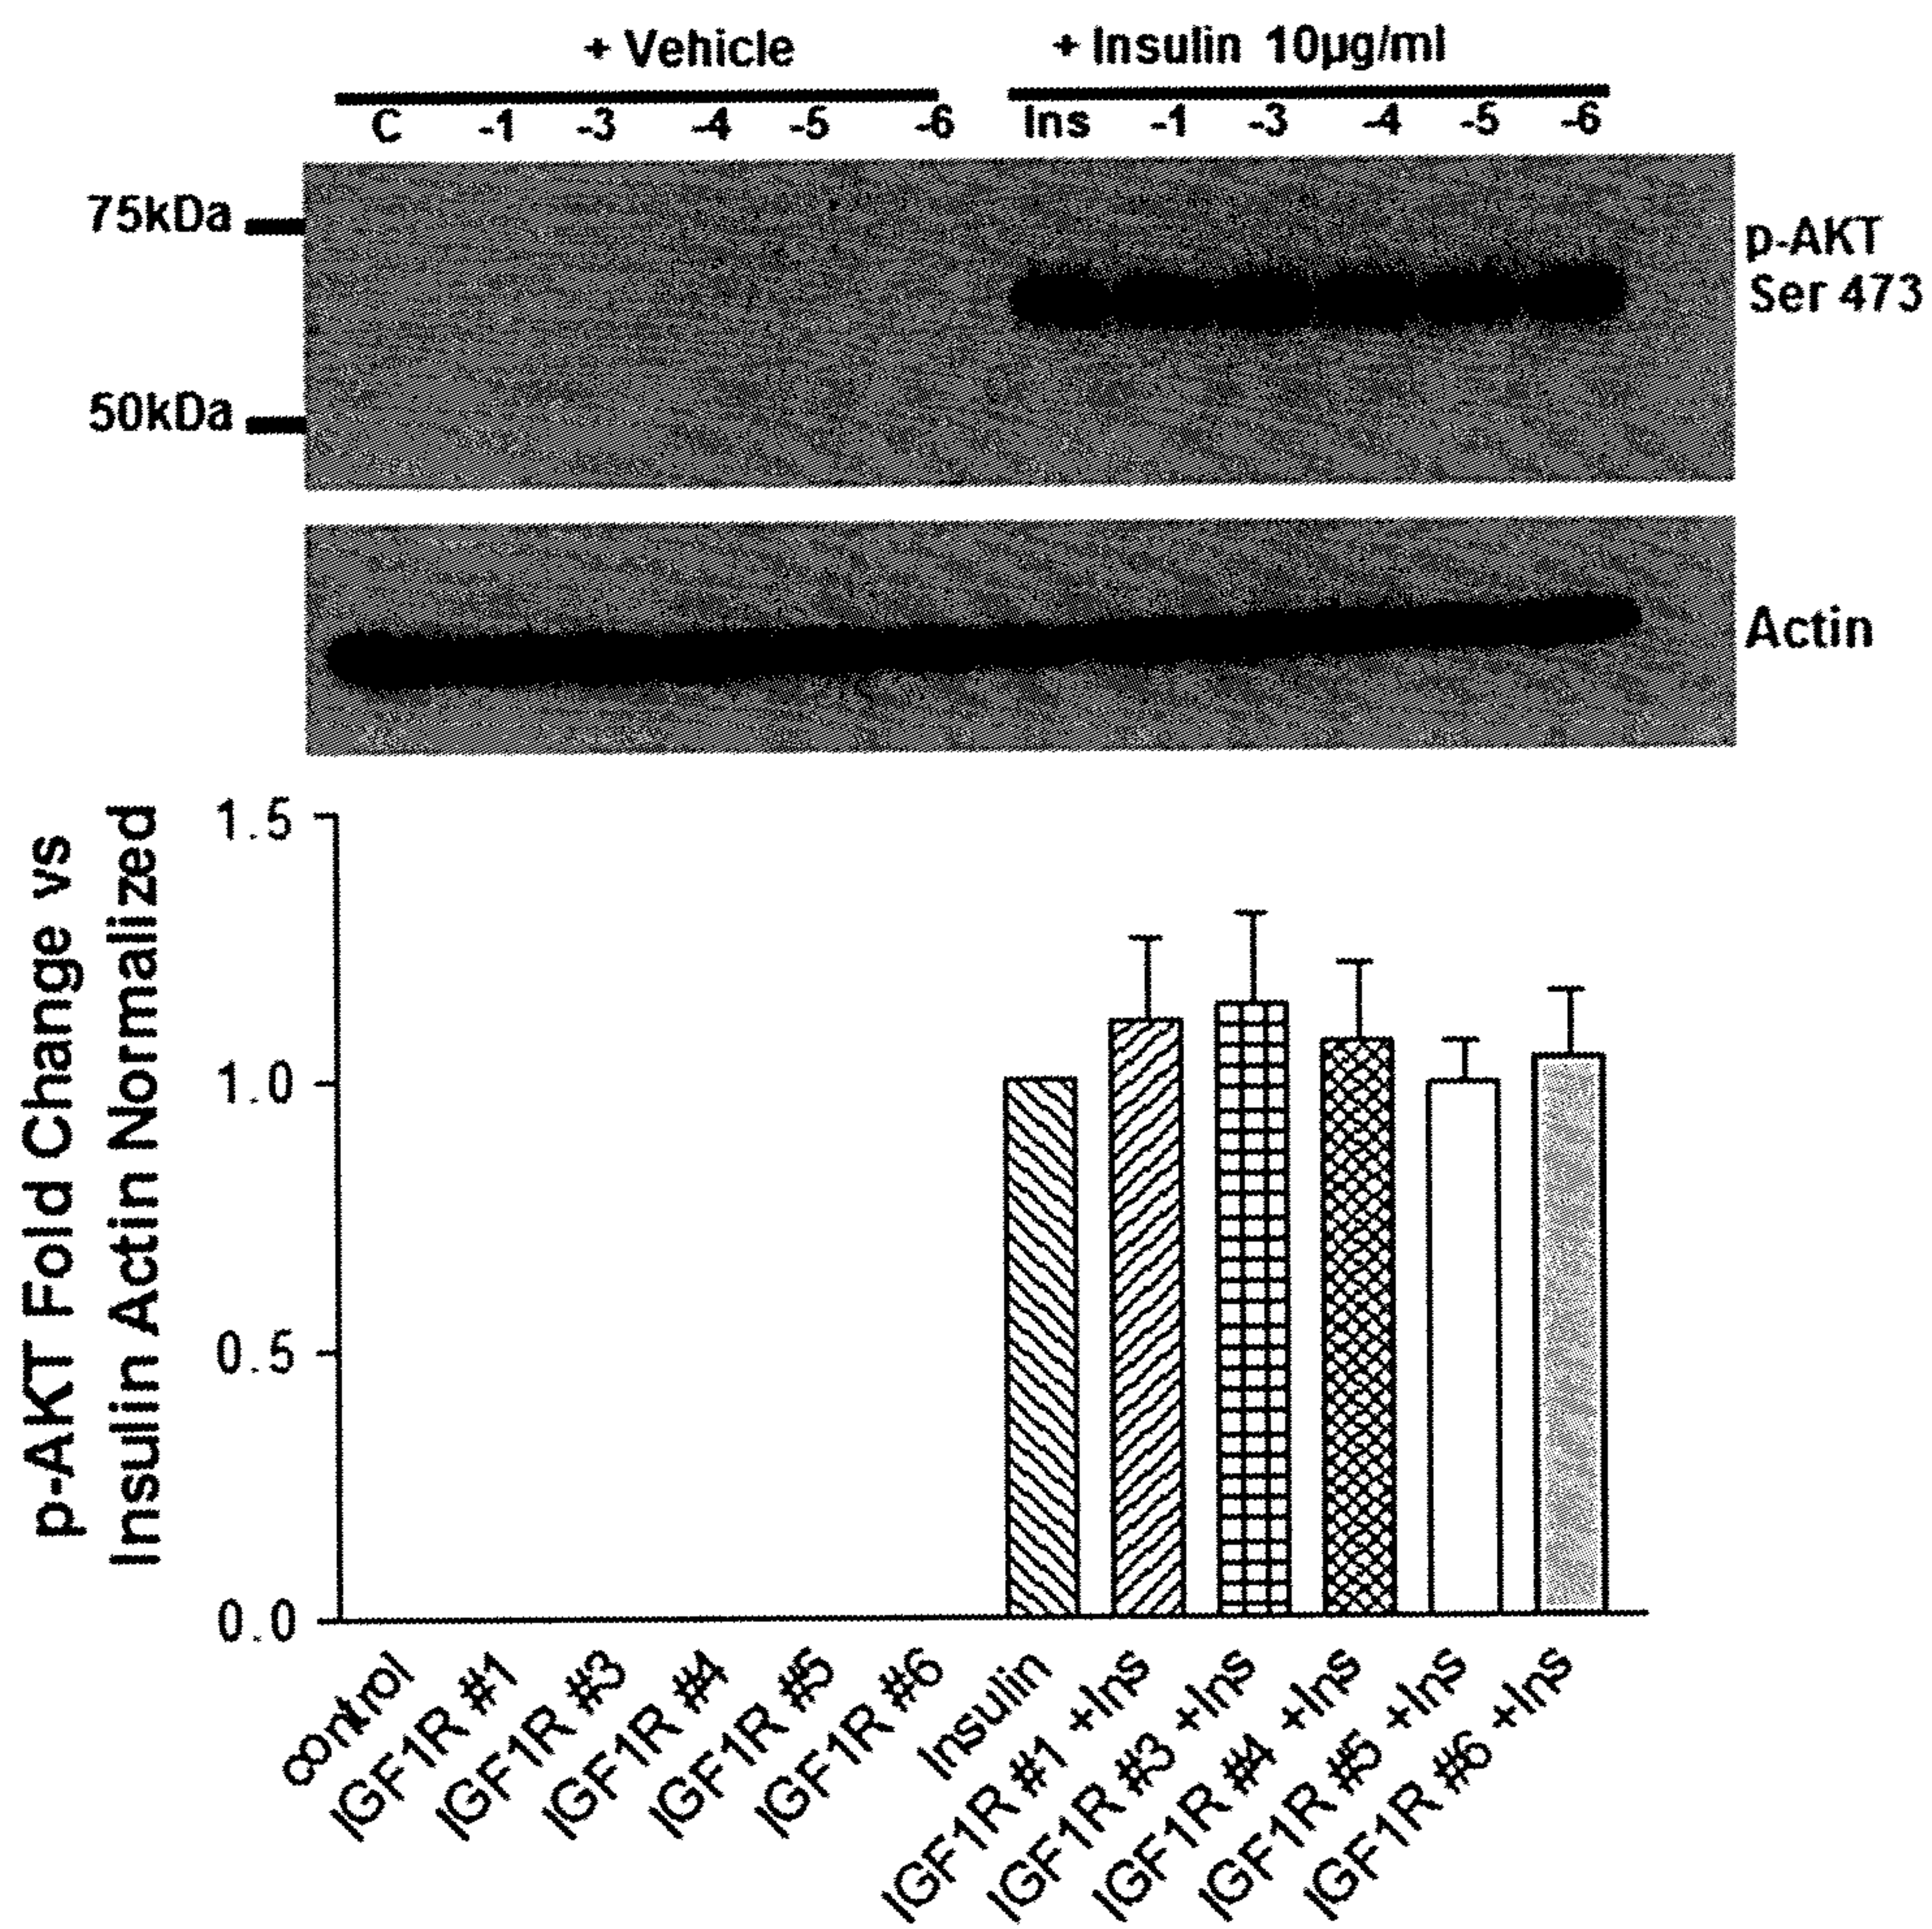 + Vehicle
+ Insulin 10µg/ml
C -1 -3 -4 -5 -6 Ins -1 -3 -4 -5 -6
75kDa
50kDa
p-AKT
Ser 473
Actin
p-AKT Fold Change vs
Insulin Actin Normalized
1.5
1.0
0.5
0.0
control
IGF1R #1
IGF1R #3
IGF1R #4
IGF1R #5
IGF1R #6
Insulin
IGF1R #1 +Ins
IGF1R #3 +Ins
IGF1R #4 +Ins
IGF1R #5 +Ins
IGF1R #6 +Ins